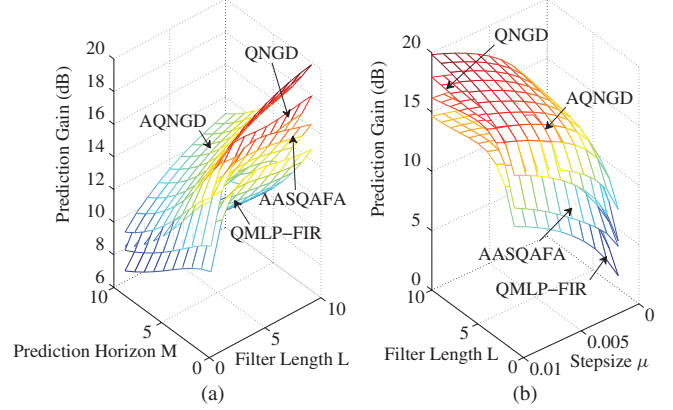 20
18
16
14
12
10
8
6
Prediction Gain (dB)
QNGD
AQNGD
AASQAFA
QMLP−FIR
10
5
0
Prediction Horizon M
0
5
10
Filter Length L
(a)
20
15
10
5
0
Prediction Gain (dB)
QNGD
AQNGD
AASQAFA
QMLP−FIR
10
5
0
Filter Length L
0.01
0.005
0
Stepsize μ
(b)